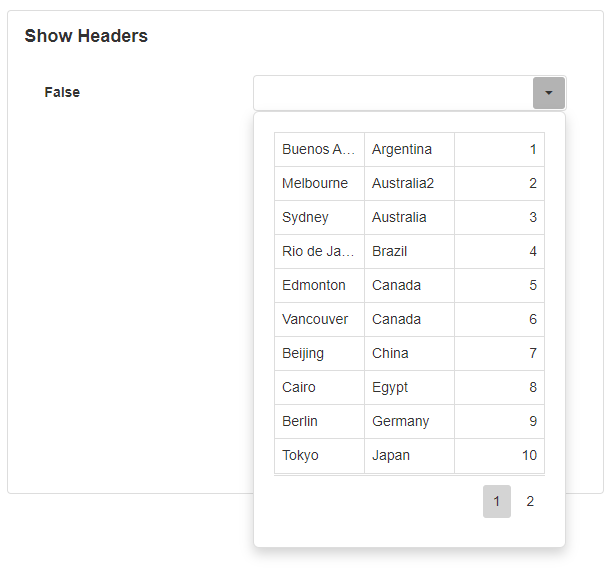 Show Headers
False
Buenos A... Argentina 1
Melbourne Australia2 2
Sydney Australia 3
Rio de Ja... Brazil 4
Edmonton Canada 5
Vancouver Canada 6
Beijing China 7
Cairo Egypt 8
Berlin Germany 9
Tokyo Japan 10
1 2